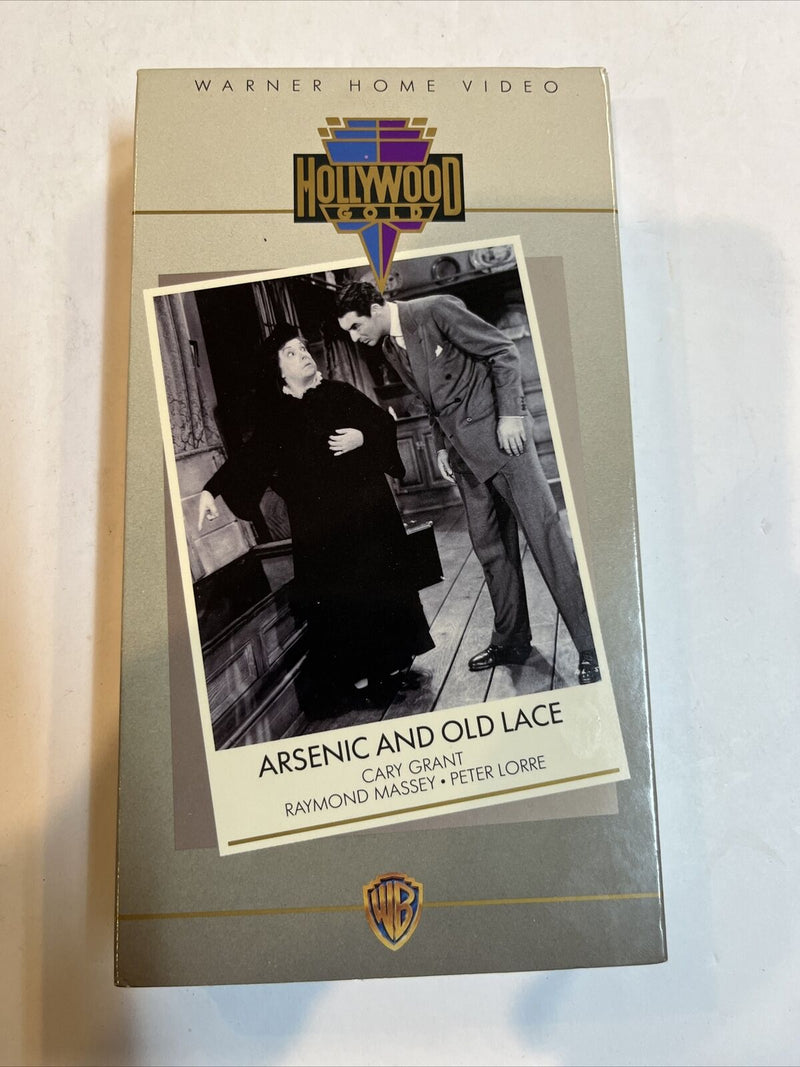 WARNER HOME VIDEO
HOLLYWOOD
GOLD
ARSENIC AND OLD LACE
CARY GRANT
RAYMOND MASSEY • PETER LORRE
WB